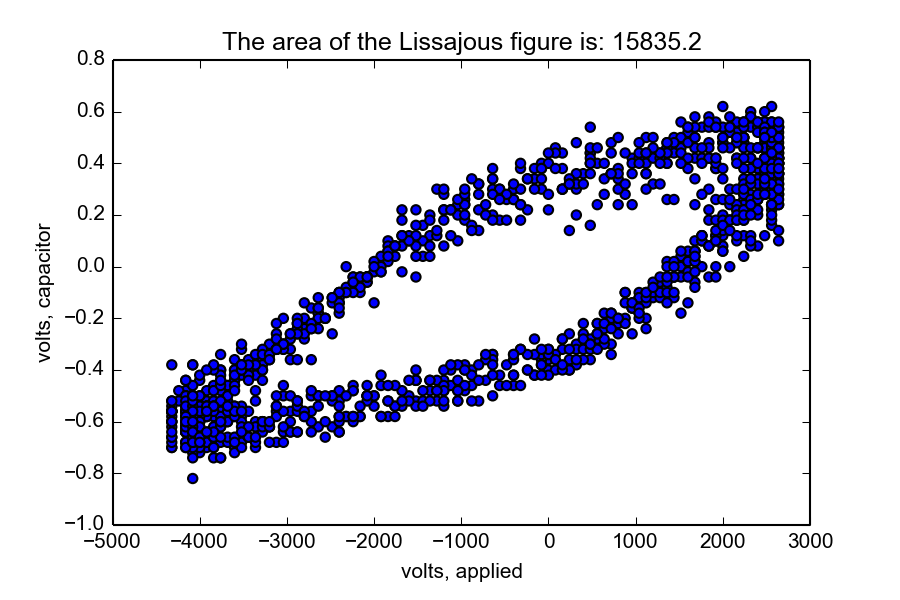 The area of the Lissajous figure is: 15835.2
0.8
0.6
0.4
0.2
0.0
−0.2
−0.4
−0.6
−0.8
−1.0
−5000 −4000 −3000 −2000 −1000 0 1000 2000 3000
volts, applied
volts, capacitor